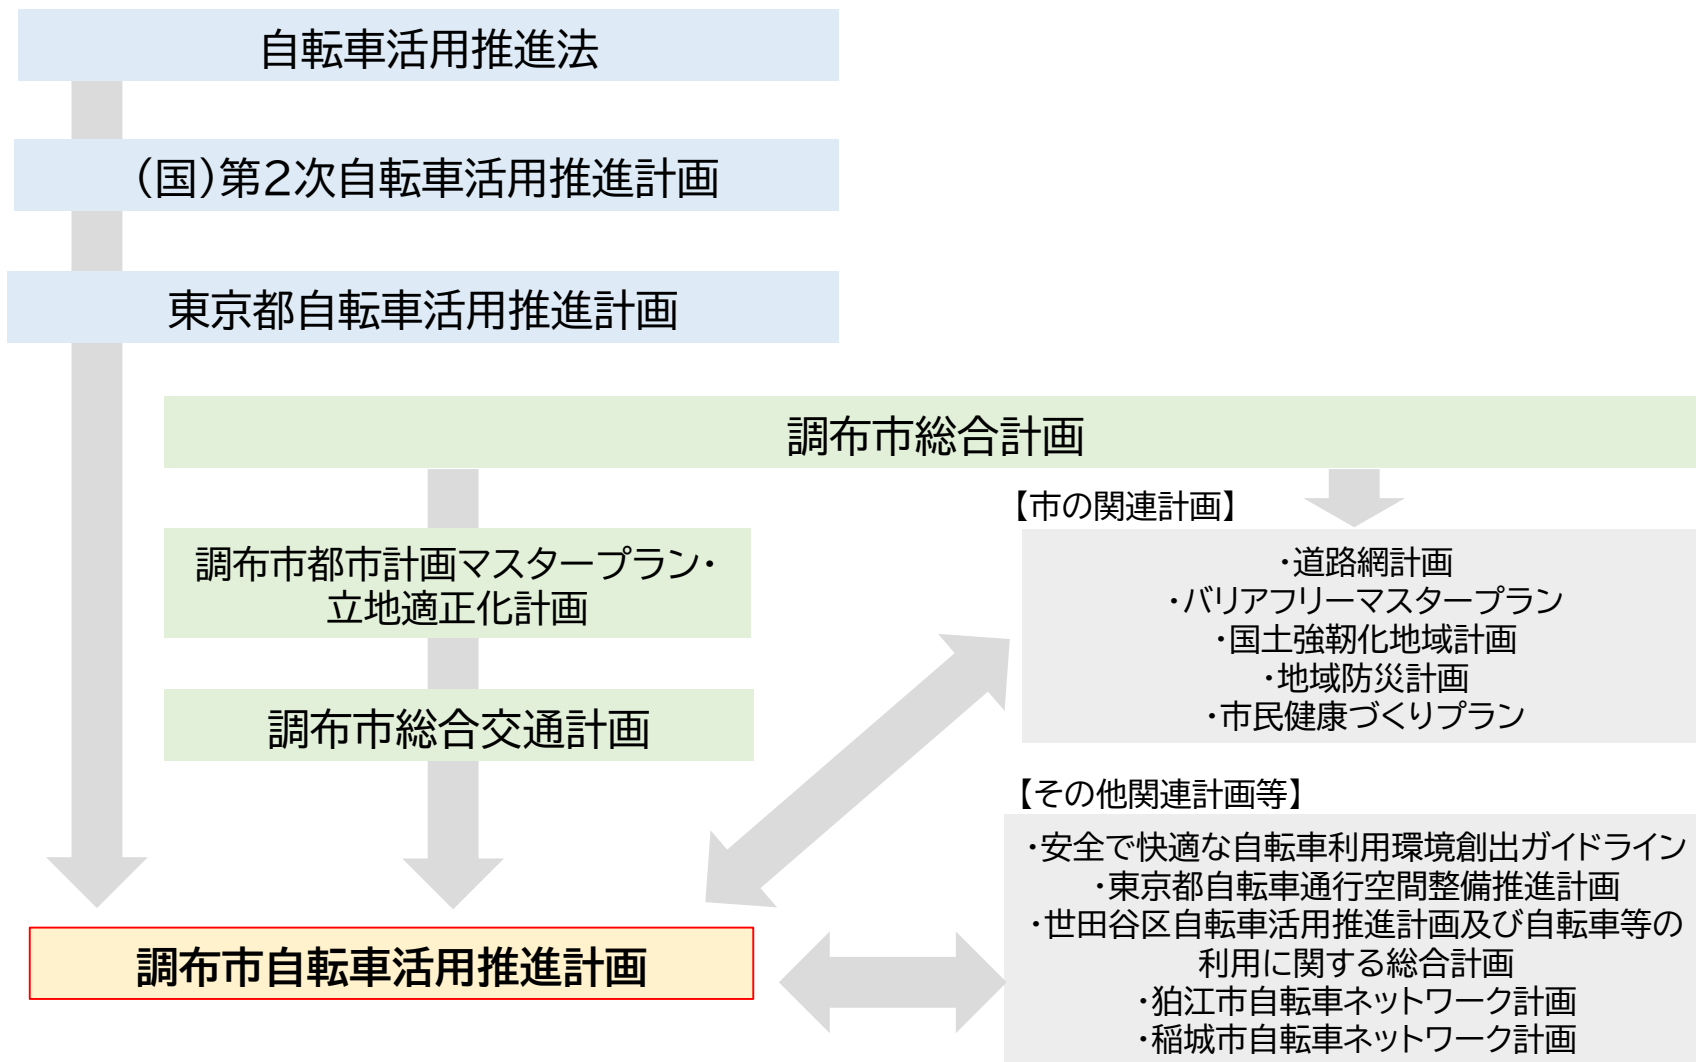 自転車活用推進法
（国）第2次自転車活用推進計画
東京都自転車活用推進計画
調布市総合計画
調布市都市計画マスタープラン・
立地適正化計画
調布市総合交通計画
調布市自転車活用推進計画
【市の関連計画】
・道路網計画
・バリアフリーマスタープラン
・国土強靭化地域計画
・地域防災計画
・市民健康づくりプラン
【その他関連計画等】
・安全で快適な自転車利用環境創出ガイドライン
・東京都自転車通行空間整備推進計画
・世田谷区自転車活用推進計画及び自転車等の
利用に関する総合計画
・狛江市自転車ネットワーク計画
・稲城市自転車ネットワーク計画